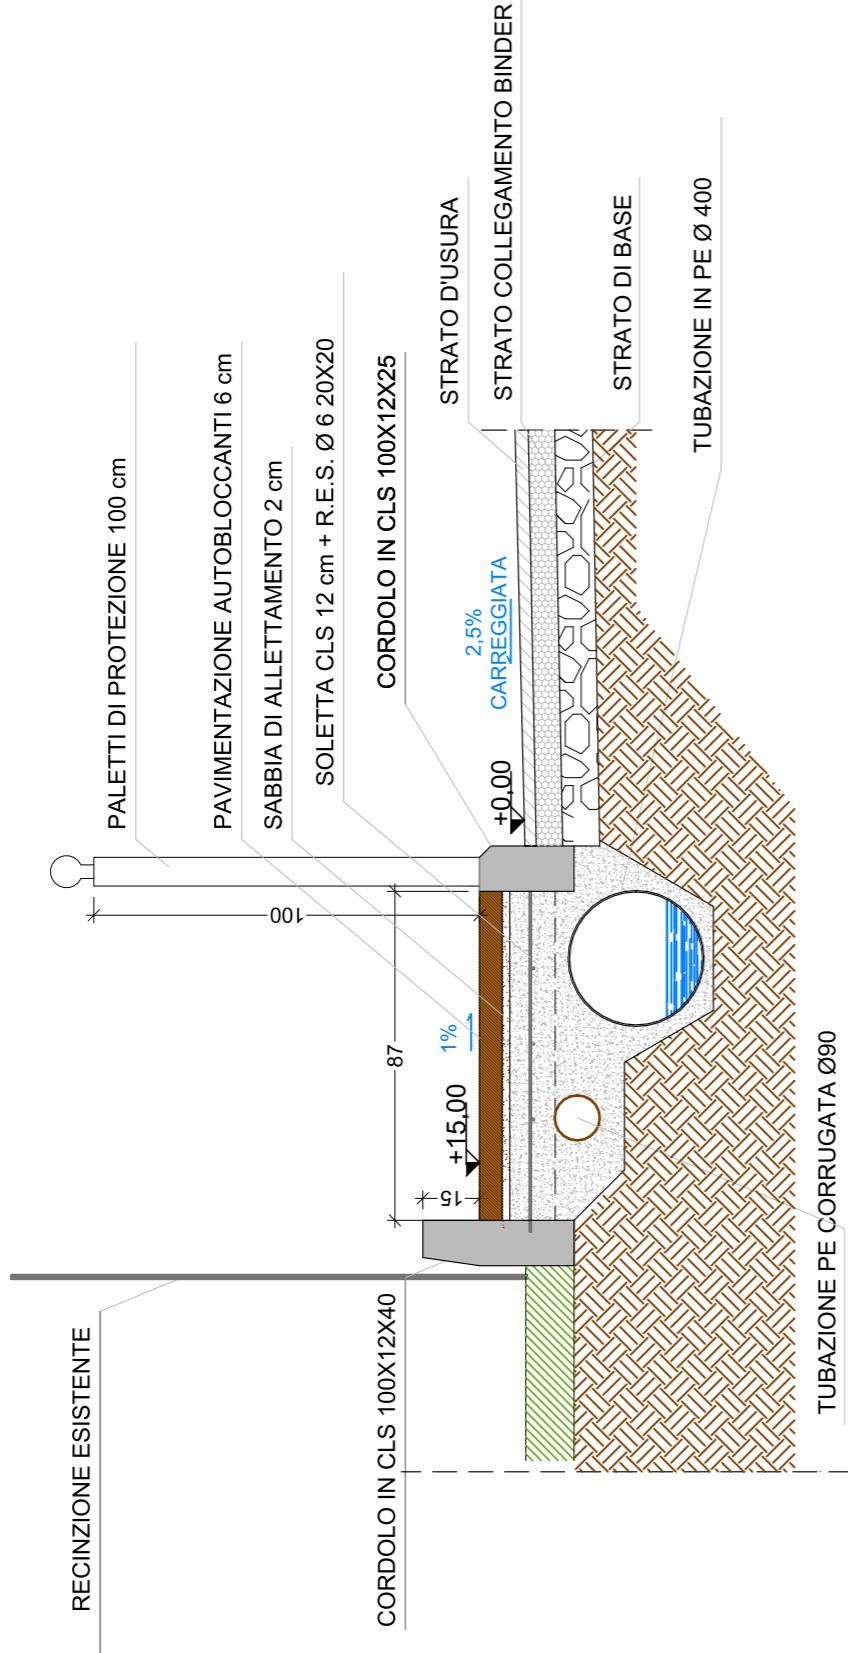 RECINZIONE ESISTENTE
CORDOLO IN CLS 100X12X40
PALETTI DI PROTEZIONE 100 cm
PAVIMENTAZIONE AUTOBLOCCANTI 6 cm
SABBIA DI ALLETTAMENTO 2 cm
SOLETTA CLS 12 cm + R.E.S. Ø 6 20X20
CORDOLO IN CLS 100X12X25
STRATO D'USURA
STRATO COLLEGAMENTO BINDER
STRATO DI BASE
TUBAZIONE IN PE Ø 400
TUBAZIONE PE CORRUGATA Ø90
100
87
15
1%
+15,00
+0,00
2,5%
CARREGGIATA